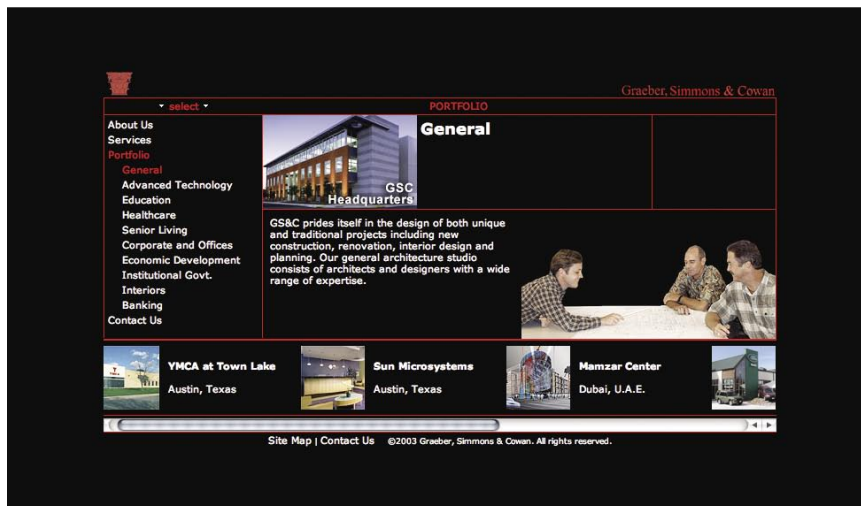 Graeber, Simmons & Cowan
select
PORTFOLIO
About Us
Services
Portfolio
General
Advanced Technology
Education
Healthcare
Senior Living
Corporate and Offices
Economic Development
Institutional Govt.
Interiors
Banking
Contact Us
GSC
Headquarters
General
GS&C prides itself in the design of both unique
and traditional projects including new
construction, renovation, interior design and
planning. Our general architecture studio
consists of architects and designers with a wide
range of expertise.
YMCA at Town Lake
Austin, Texas
Sun Microsystems
Austin, Texas
Mamzar Center
Dubai, U.A.E.
Site Map | Contact Us ©2003 Graeber, Simmons & Cowan. All rights reserved.